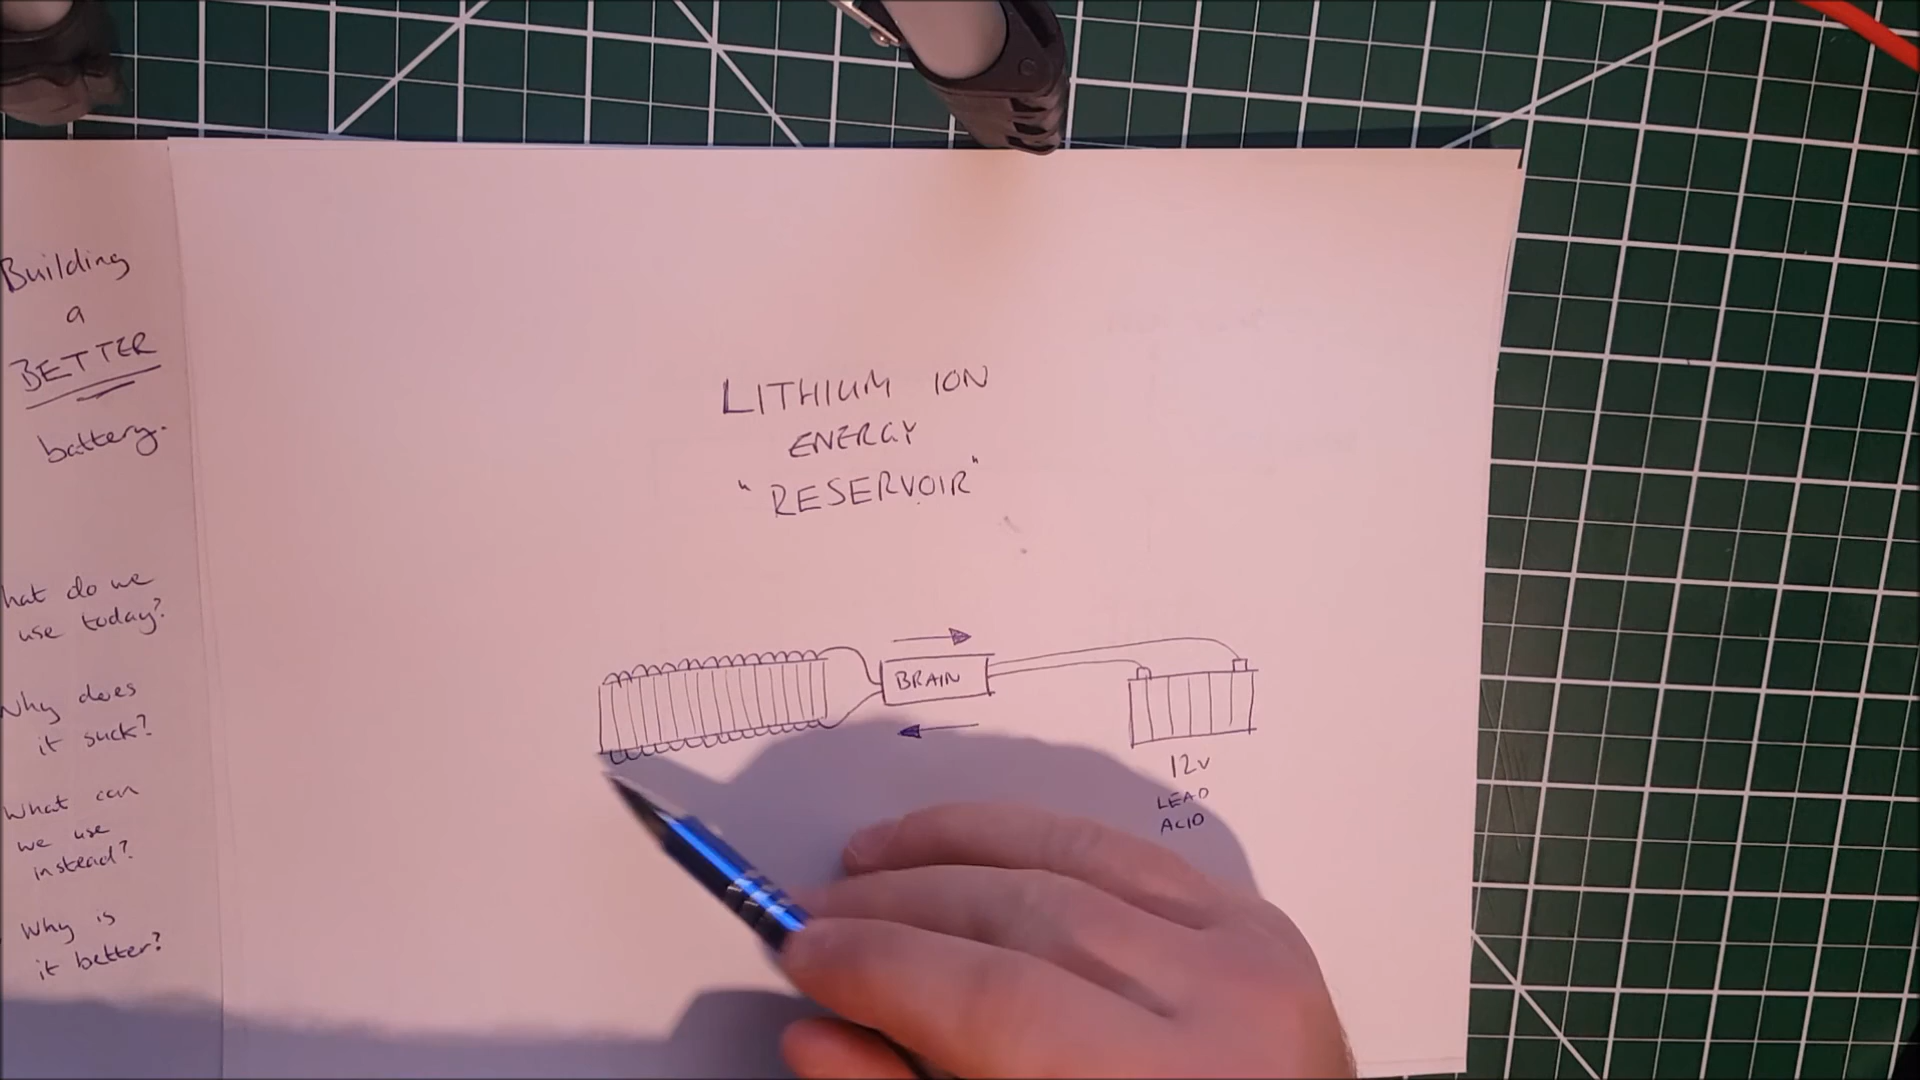 Building
a
BETTER
battery.
hat do we
use today?
Why does
it suck?
What can
we use
instead?
Why is
it better?
LITHIUM ION
ENERGY
"RESERVOIR"
BRAIN
12v
LEAD
ACID